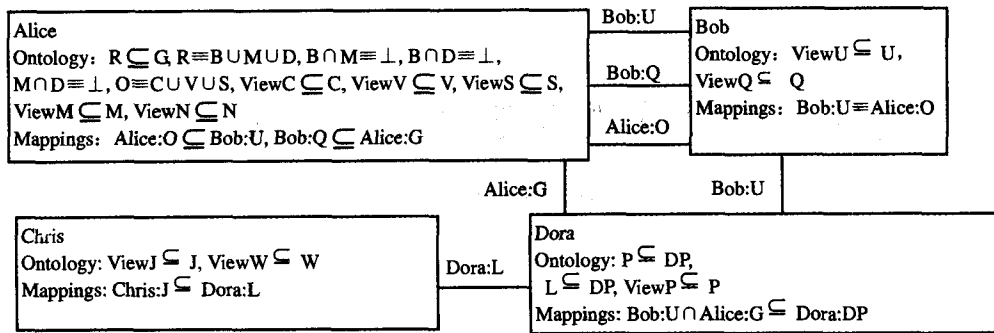 Alice
Ontology: R ⊆ G, R≡B∪M∪D, B∩M≡⊥, B∩D≡⊥,
M∩D≡⊥, O≡C∪V∪S, ViewC ⊆ C, ViewV ⊆ V, ViewS ⊆ S,
ViewM ⊆ M, ViewN ⊆ N
Mappings: Alice:O ⊆ Bob:U, Bob:Q ⊆ Alice:G
Bob:U
Bob:Q
Alice:O
Bob
Ontology: ViewU ⊆ U,
ViewQ ⊆ Q
Mappings: Bob:U≡Alice:O
Alice:G
Bob:U
Chris
Ontology: ViewJ ⊆ J, ViewW ⊆ W
Mappings: Chris:J ⊆ Dora:L
Dora:L
Dora
Ontology: P ⊆ DP,
L ⊆ DP, ViewP ⊆ P
Mappings: Bob:U∩Alice:G ⊆ Dora:DP